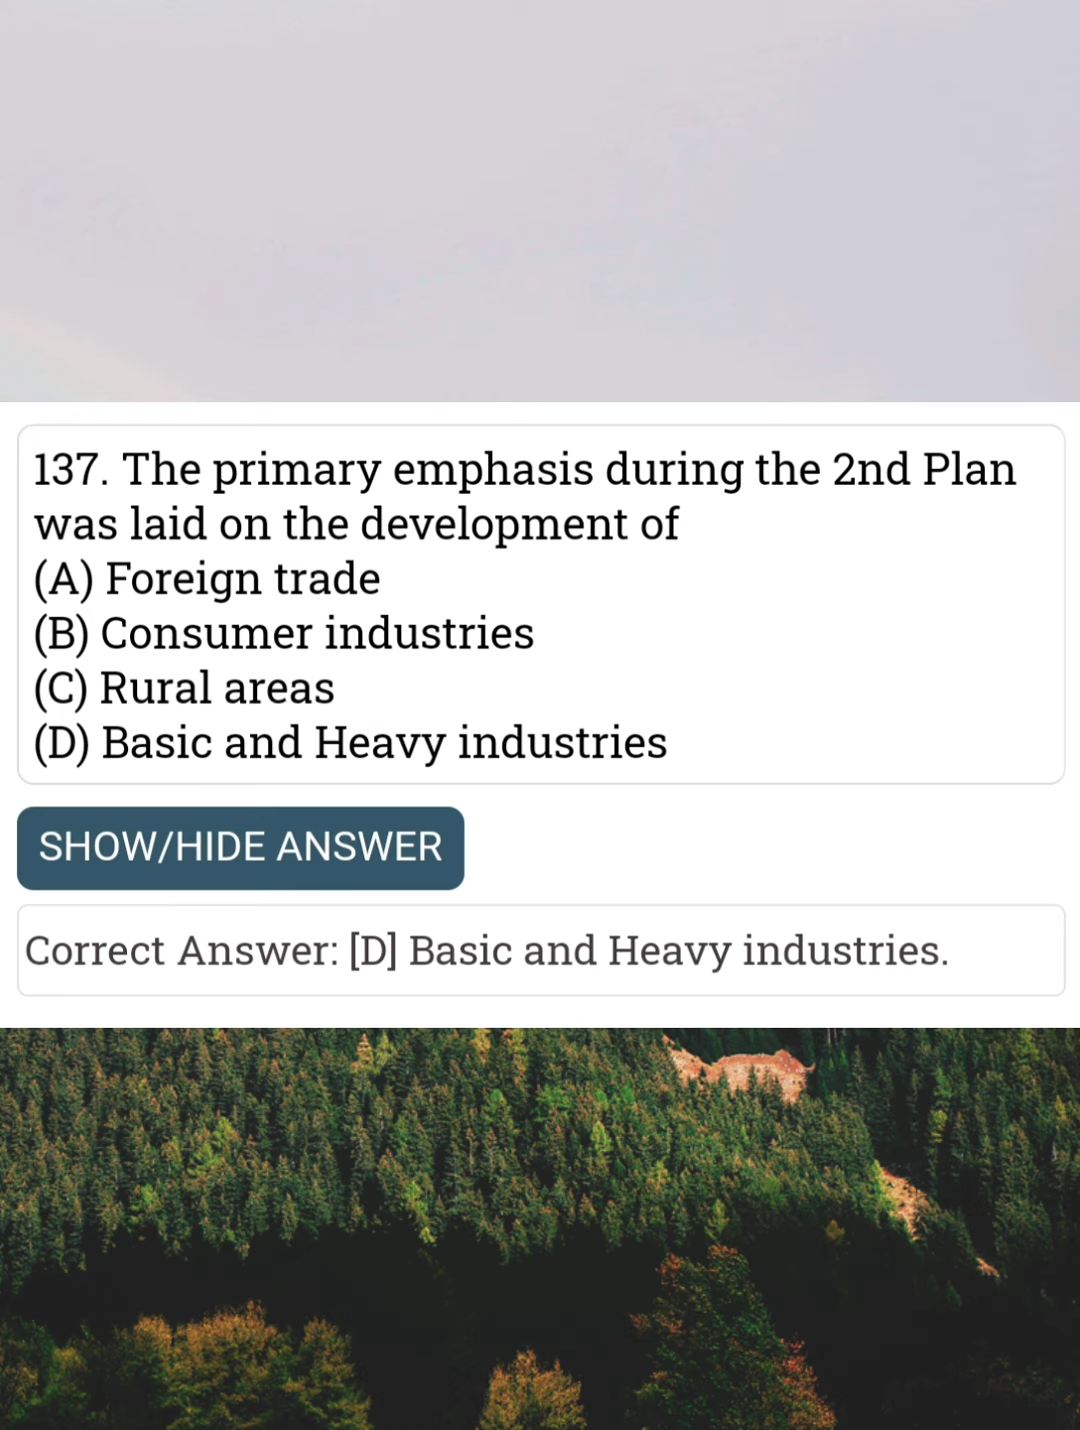 137. The primary emphasis during the 2nd Plan
was laid on the development of
(A) Foreign trade
(B) Consumer industries
(C) Rural areas
(D) Basic and Heavy industries
SHOW/HIDE ANSWER
Correct Answer: [D] Basic and Heavy industries.